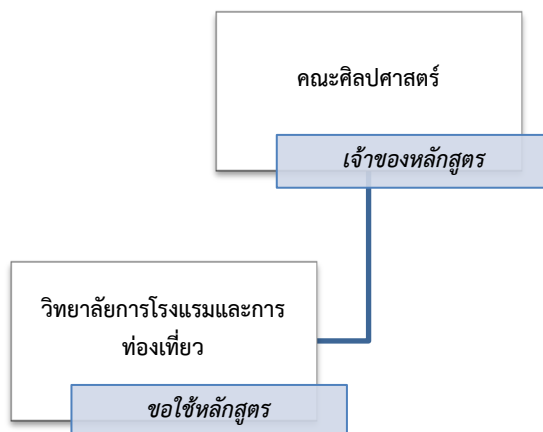 คณะศิลปศาสตร์
เจ้าของหลักสูตร
วิทยาลัยการโรงแรมและการ
ท่องเที่ยว
ขอใช้หลักสูตร